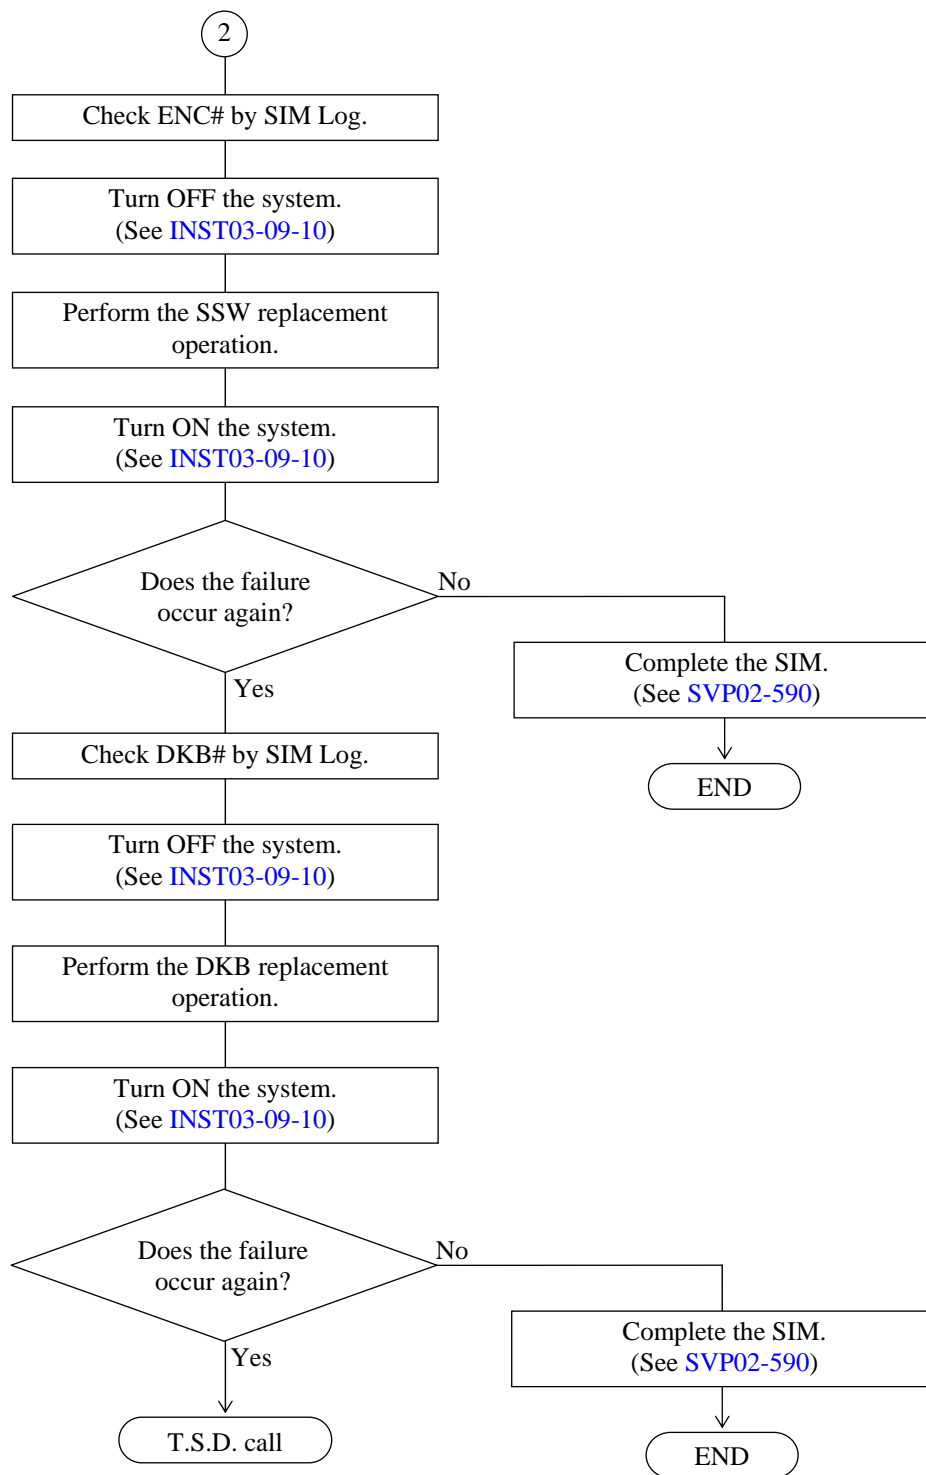 2
Check ENC# by SIM Log.
Turn OFF the system.
(See INST03-09-10)
Perform the SSW replacement
operation.
Turn ON the system.
(See INST03-09-10)
Does the failure
occur again?
No
Yes
Complete the SIM.
(See SVP02-590)
END
Check DKB# by SIM Log.
Turn OFF the system.
(See INST03-09-10)
Perform the DKB replacement
operation.
Turn ON the system.
(See INST03-09-10)
Does the failure
occur again?
No
Yes
Complete the SIM.
(See SVP02-590)
END
T.S.D. call